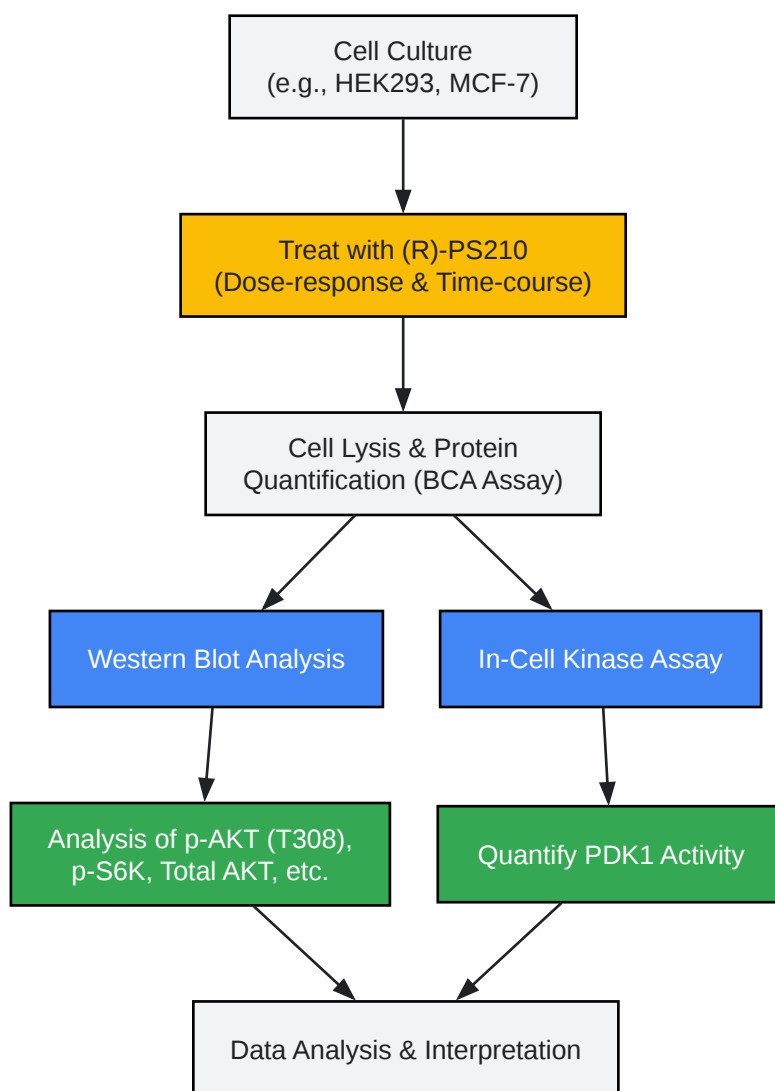 Cell Culture
(e.g., HEK293, MCF-7)
Treat with (R)-PS210
(Dose-response & Time-course)
Cell Lysis & Protein
Quantification (BCA Assay)
Western Blot Analysis
In-Cell Kinase Assay
Analysis of p-AKT (T308),
p-S6K, Total AKT, etc.
Quantify PDK1 Activity
Data Analysis & Interpretation